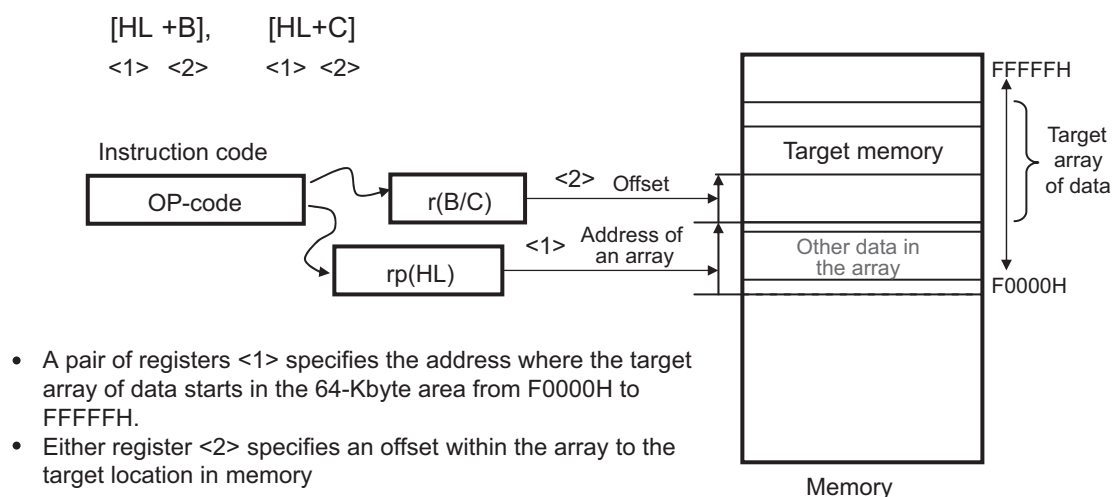 [HL +B], [HL+C]
<1> <2> <1> <2>
FFFFFH
Target
array
of data
Instruction code
Target memory
OP-code
r(B/C)
<2> Offset
<1> Address of
an array
Other data in
the array
rp(HL)
F0000H
• A pair of registers <1> specifies the address where the target
array of data starts in the 64-Kbyte area from F0000H to
FFFFFH.
• Either register <2> specifies an offset within the array to the
target location in memory
Memory